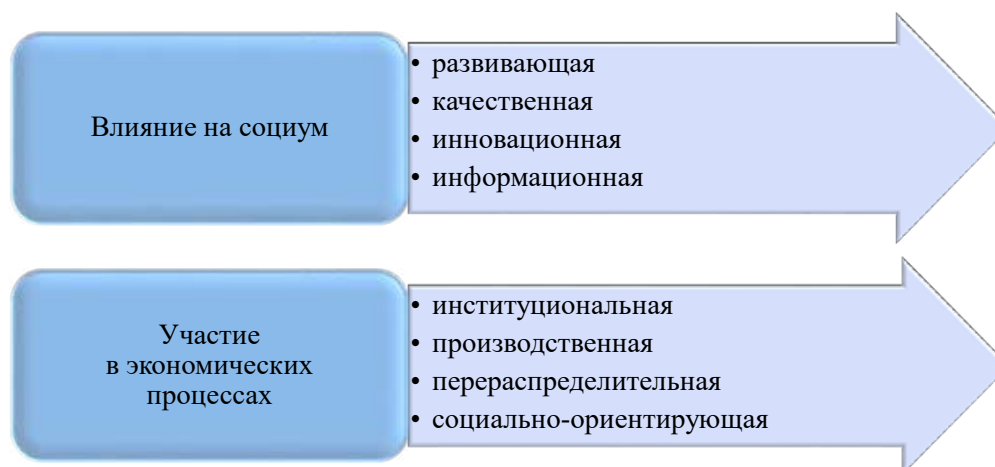 Влияние на социум
• развивающая
• качественная
• инновационная
• информационная
Участие
в экономических
процессах
• институциональная
• производственная
• перераспределительная
• социально-ориентирующая